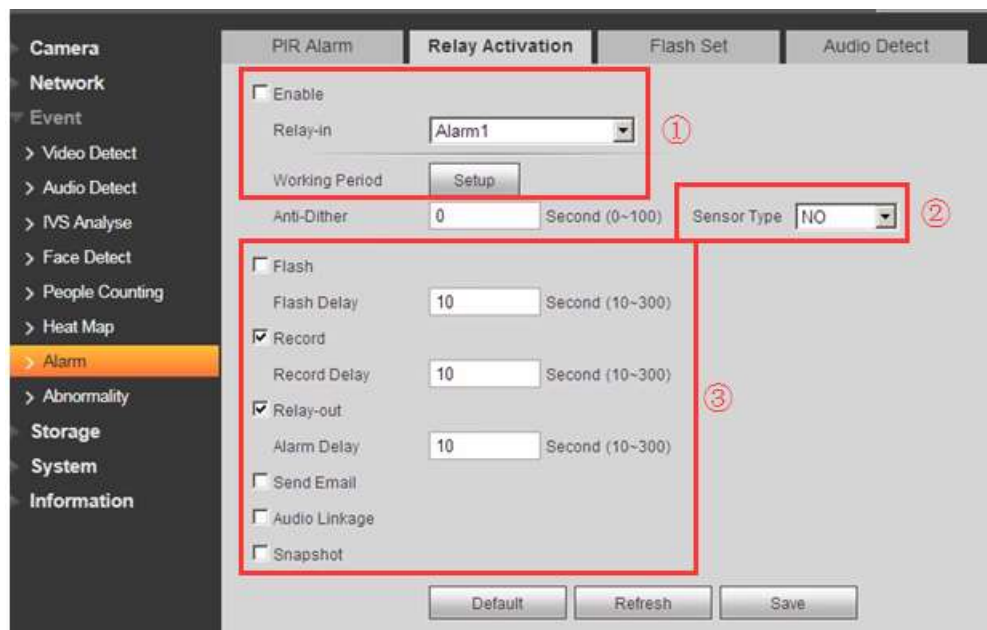 Camera
Network
Event
> Video Detect
> Audio Detect
> IVS Analyse
> Face Detect
> People Counting
> Heat Map
> Alarm
> Abnormality
Storage
System
Information
PIR Alarm Relay Activation Flash Set Audio Detect
Enable
Relay-in Alarm1 ①
Working Period Setup
Anti-Dither 0 Second (0~100) Sensor Type NO ②
Flash
Flash Delay 10 Second (10~300)
Record
Record Delay 10 Second (10~300)
③
Relay-out
Alarm Delay 10 Second (10~300)
Send Email
Audio Linkage
Snapshot
Default Refresh Save